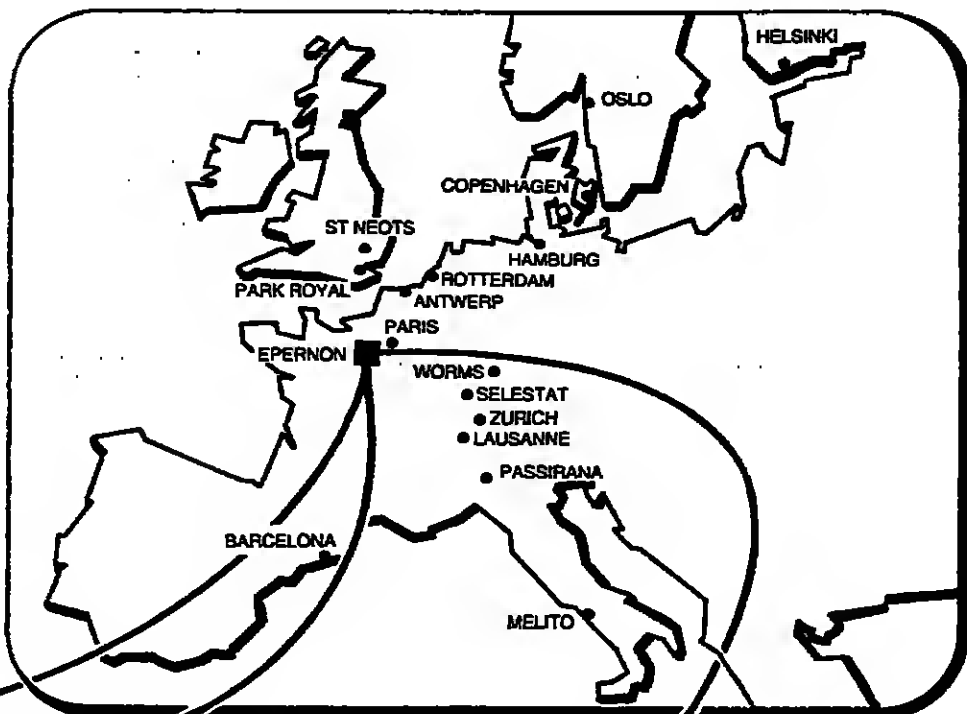 HELSINKI
OSLO
COPENHAGEN
ST NEOTS
HAMBURG
ROTTERDAM
PARK ROYAL
ANTWERP
PARIS
EPERNON
WORMS
SELESTAT
ZURICH
LAUSANNE
PASSIRANA
BARCELONA
MELITO